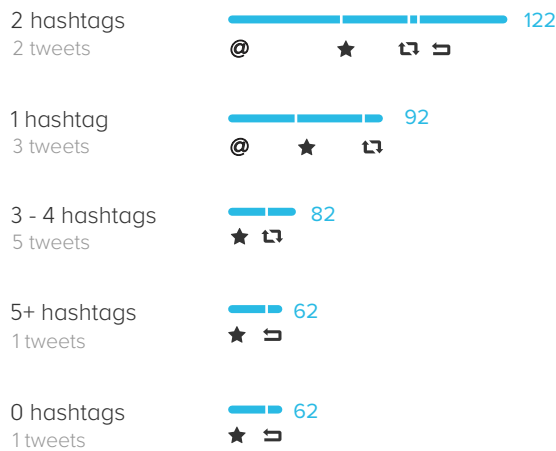 2 hashtags 122
2 tweets @
1 hashtag 92
3 tweets @
3 - 4 hashtags 82
5 tweets
5+ hashtags 62
1 tweets
0 hashtags 62
1 tweets